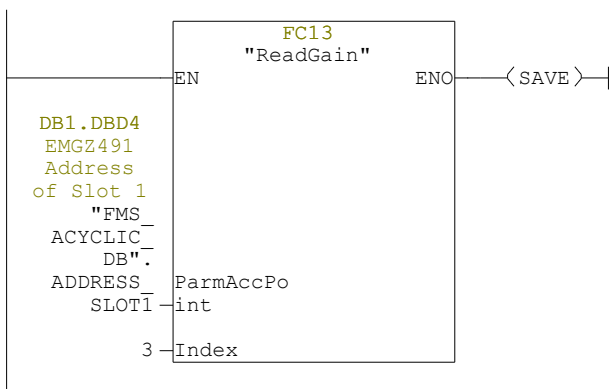 FC13
"ReadGain"
EN
ENO
SAVE
DB1.DBD4
EMGZ491
Address
of Slot 1
"FMS_
ACYCLIC_
DB".
ADDRESS_
SLOT1
ParmAccPo
int
3
Index